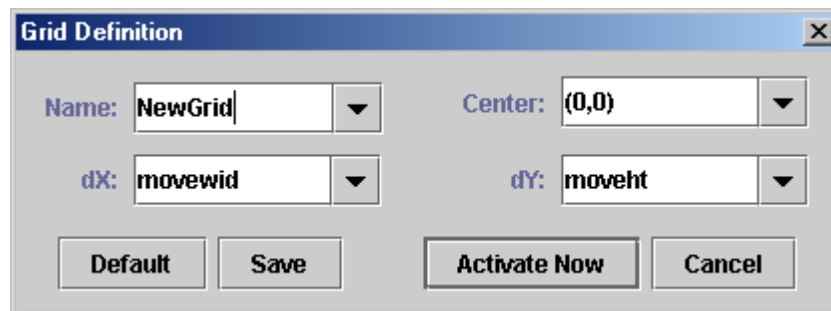 Grid Definition
Name: NewGrid Center: (0,0)
dX: movewid dY: moveht
Default Save Activate Now Cancel